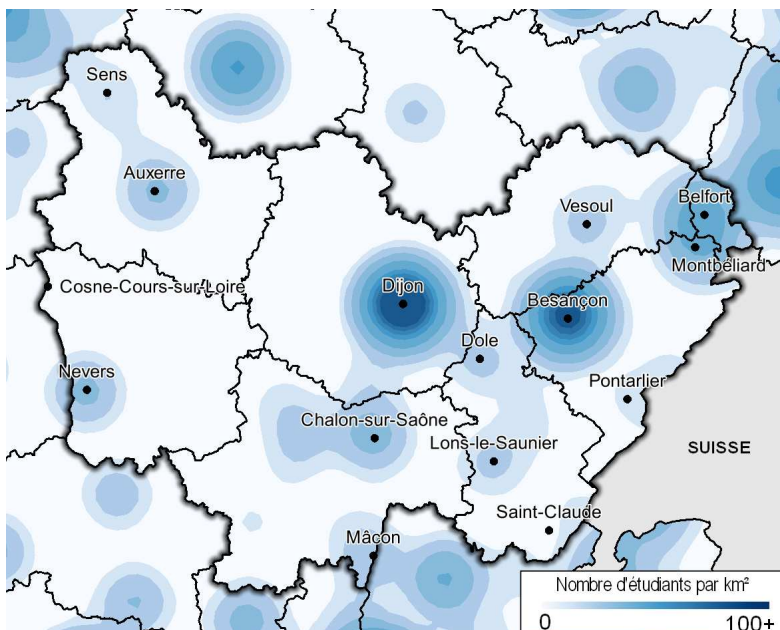 Sens
Auxerre
Belfort
Vesoul
Montbéliard
Cosne-Cours-sur-Loire
Dijon
Besançon
Dole
Nevers
Pontarlier
Chalon-sur-Saône
Lons-le-Saunier
SUISSE
Saint-Claude
Mâcon
Nombre d'étudiants par km²
0 100+